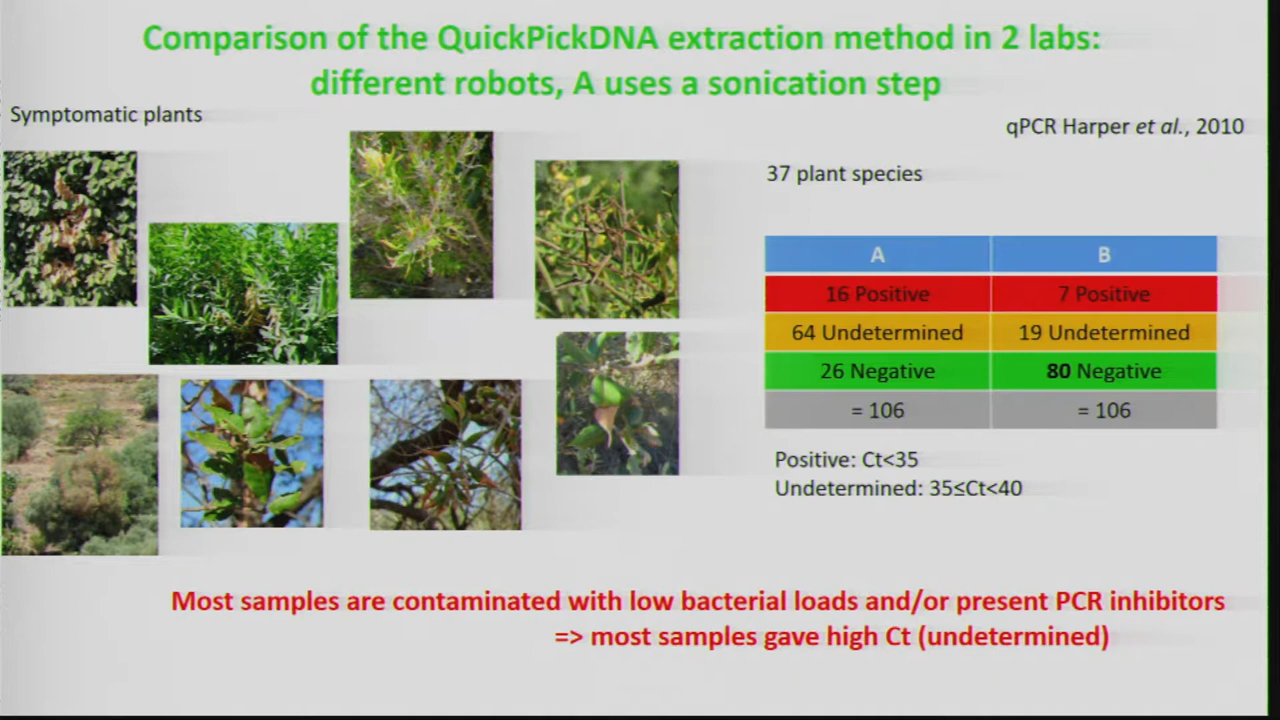 Comparison of the QuickPickDNA extraction method in 2 labs:
different robots, A uses a sonication step
Symptomatic plants
qPCR Harper et al., 2010
37 plant species
A B
16 Positive 7 Positive
64 Undetermined 19 Undetermined
26 Negative 80 Negative
= 106 = 106
Positive: Ct<35
Undetermined: 35≤Ct<40
Most samples are contaminated with low bacterial loads and/or present PCR inhibitors
=> most samples gave high Ct (undetermined)